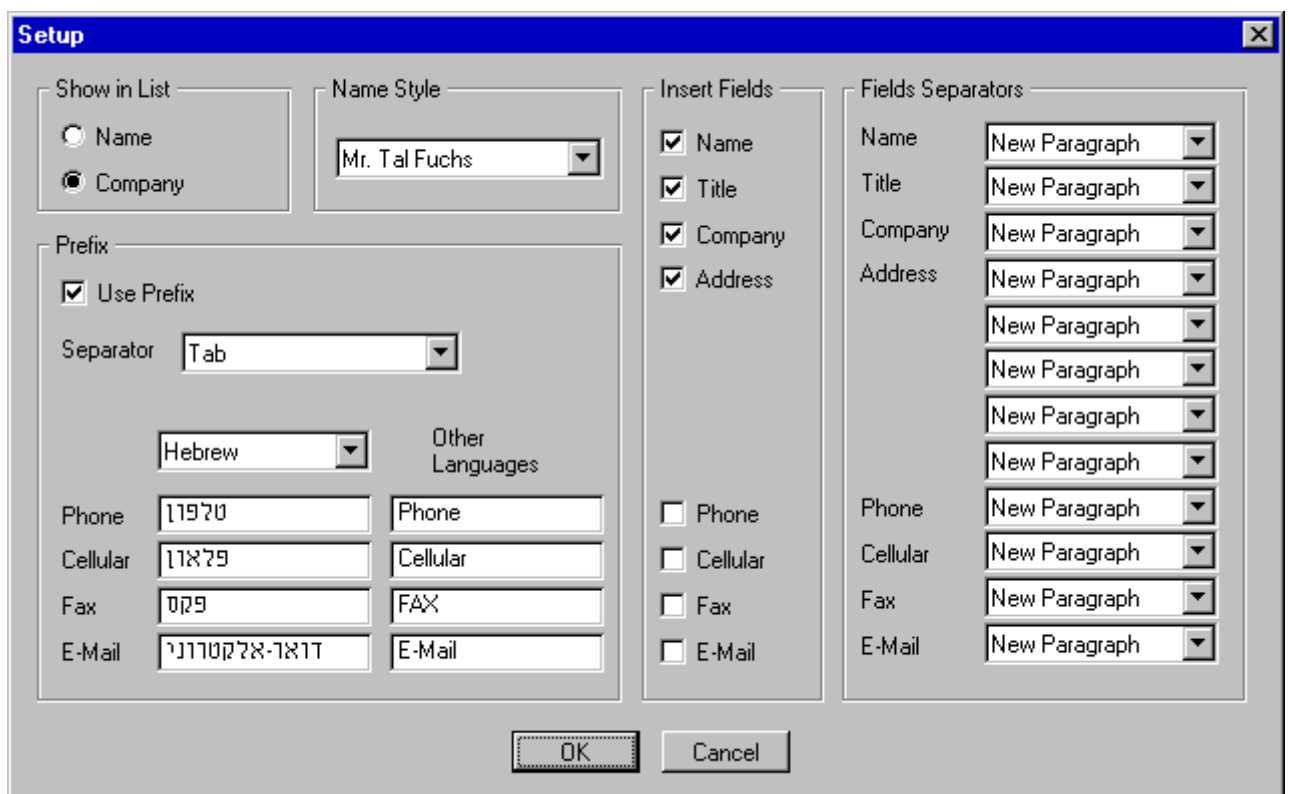 Setup
Show in List
Name
Company
Name Style
Mr. Tal Fuchs
Prefix
Use Prefix
Separator
Tab
Hebrew
Other
Languages
Phone
טלפון
Phone
Cellular
פלאון
Cellular
Fax
פקס
FAX
E-Mail
דואר-אלקטרוני
E-Mail
Insert Fields
Name
Title
Company
Address
Phone
Cellular
Fax
E-Mail
Fields Separators
Name
New Paragraph
Title
New Paragraph
Company
New Paragraph
Address
New Paragraph
New Paragraph
New Paragraph
New Paragraph
New Paragraph
Phone
New Paragraph
Cellular
New Paragraph
Fax
New Paragraph
E-Mail
New Paragraph
OK
Cancel